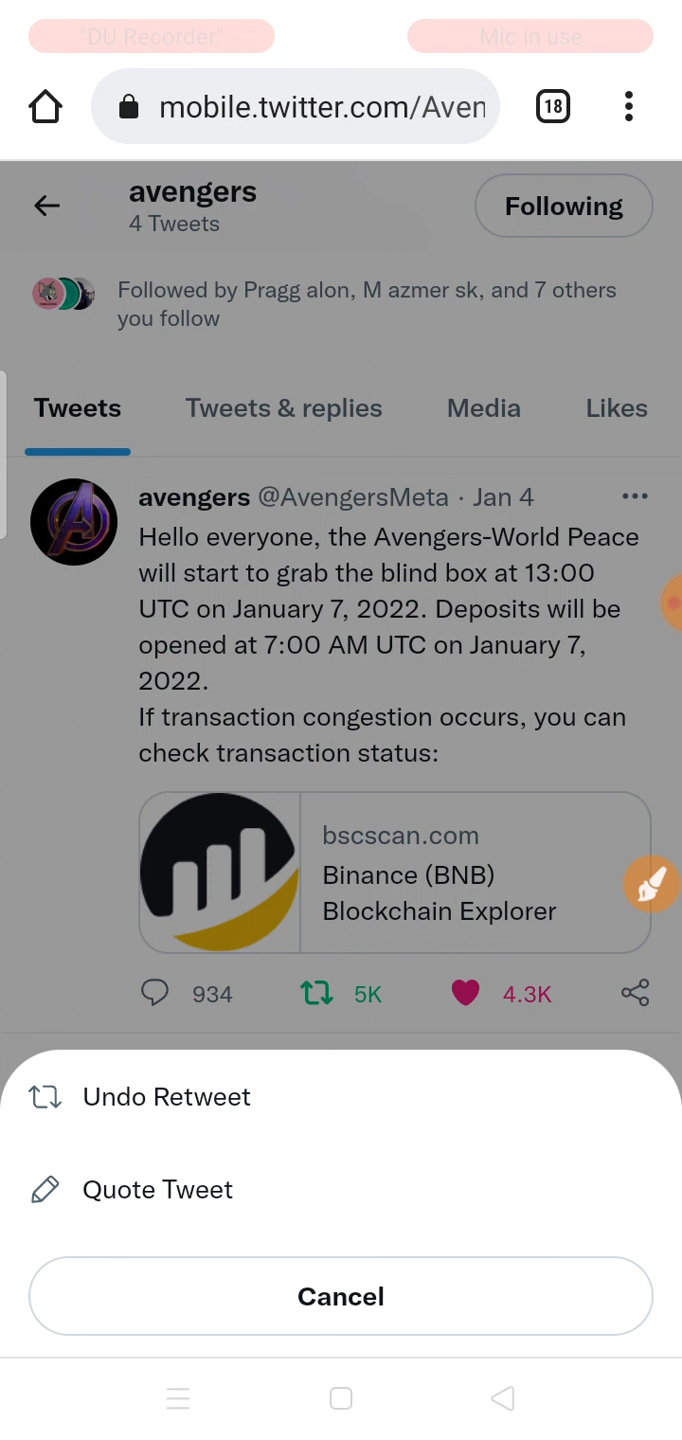 "DU Recorder" Mic in use
mobile.twitter.com/Aven 18
avengers
4 Tweets
Following
Followed by Pragg alon, M azmer sk, and 7 others
you follow
Tweets Tweets & replies Media Likes
avengers @AvengersMeta · Jan 4
Hello everyone, the Avengers-World Peace
will start to grab the blind box at 13:00
UTC on January 7, 2022. Deposits will be
opened at 7:00 AM UTC on January 7,
2022.
If transaction congestion occurs, you can
check transaction status:
bscscan.com
Binance (BNB)
Blockchain Explorer
934 5K 4.3K
Undo Retweet
Quote Tweet
Cancel